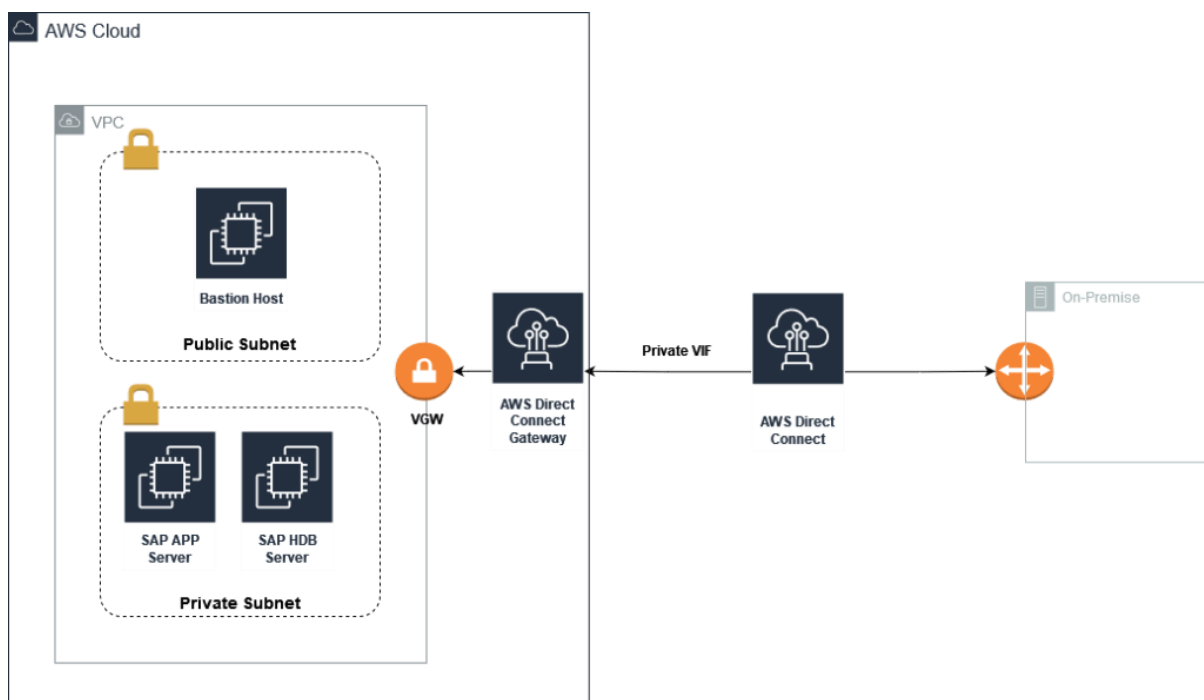 AWS Cloud
VPC
Bastion Host
Public Subnet
VGW
AWS Direct
Connect
Gateway
Private VIF
AWS Direct
Connect
On-Premise
SAP APP
Server
SAP HDB
Server
Private Subnet